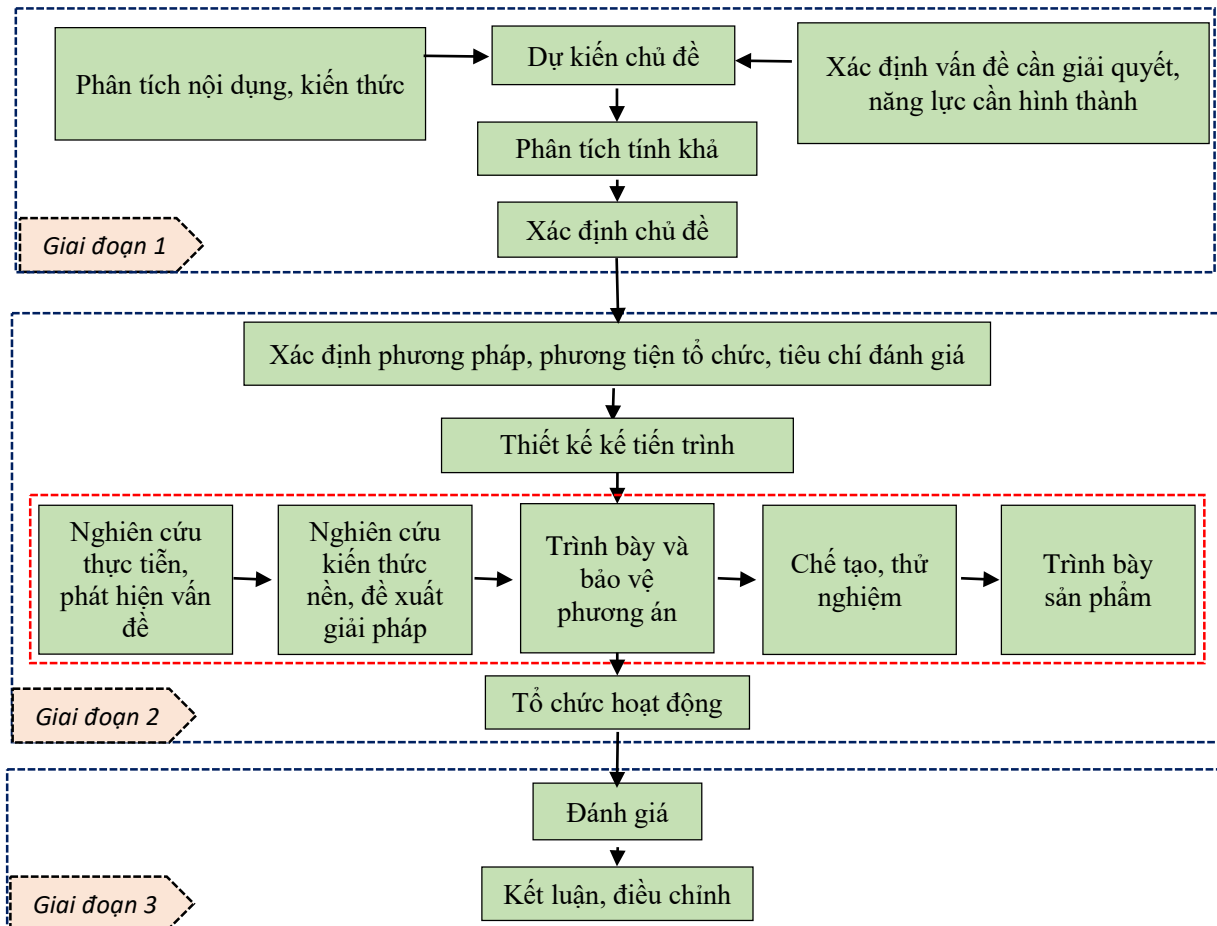 Phân tích nội dụng, kiến thức
Dự kiến chủ đề
Xác định vấn đề cần giải quyết,
năng lực cần hình thành
Phân tích tính khả
Xác định chủ đề
Giai đoạn 1
Xác định phương pháp, phương tiện tổ chức, tiêu chí đánh giá
Thiết kế kế tiến trình
Nghiên cứu
thực tiễn,
phát hiện vấn
đề
Nghiên cứu
kiến thức
nền, đề xuất
giải pháp
Trình bày và
bảo vệ
phương án
Chế tạo, thử
nghiệm
Trình bày
sản phẩm
Tổ chức hoạt động
Giai đoạn 2
Đánh giá
Kết luận, điều chỉnh
Giai đoạn 3